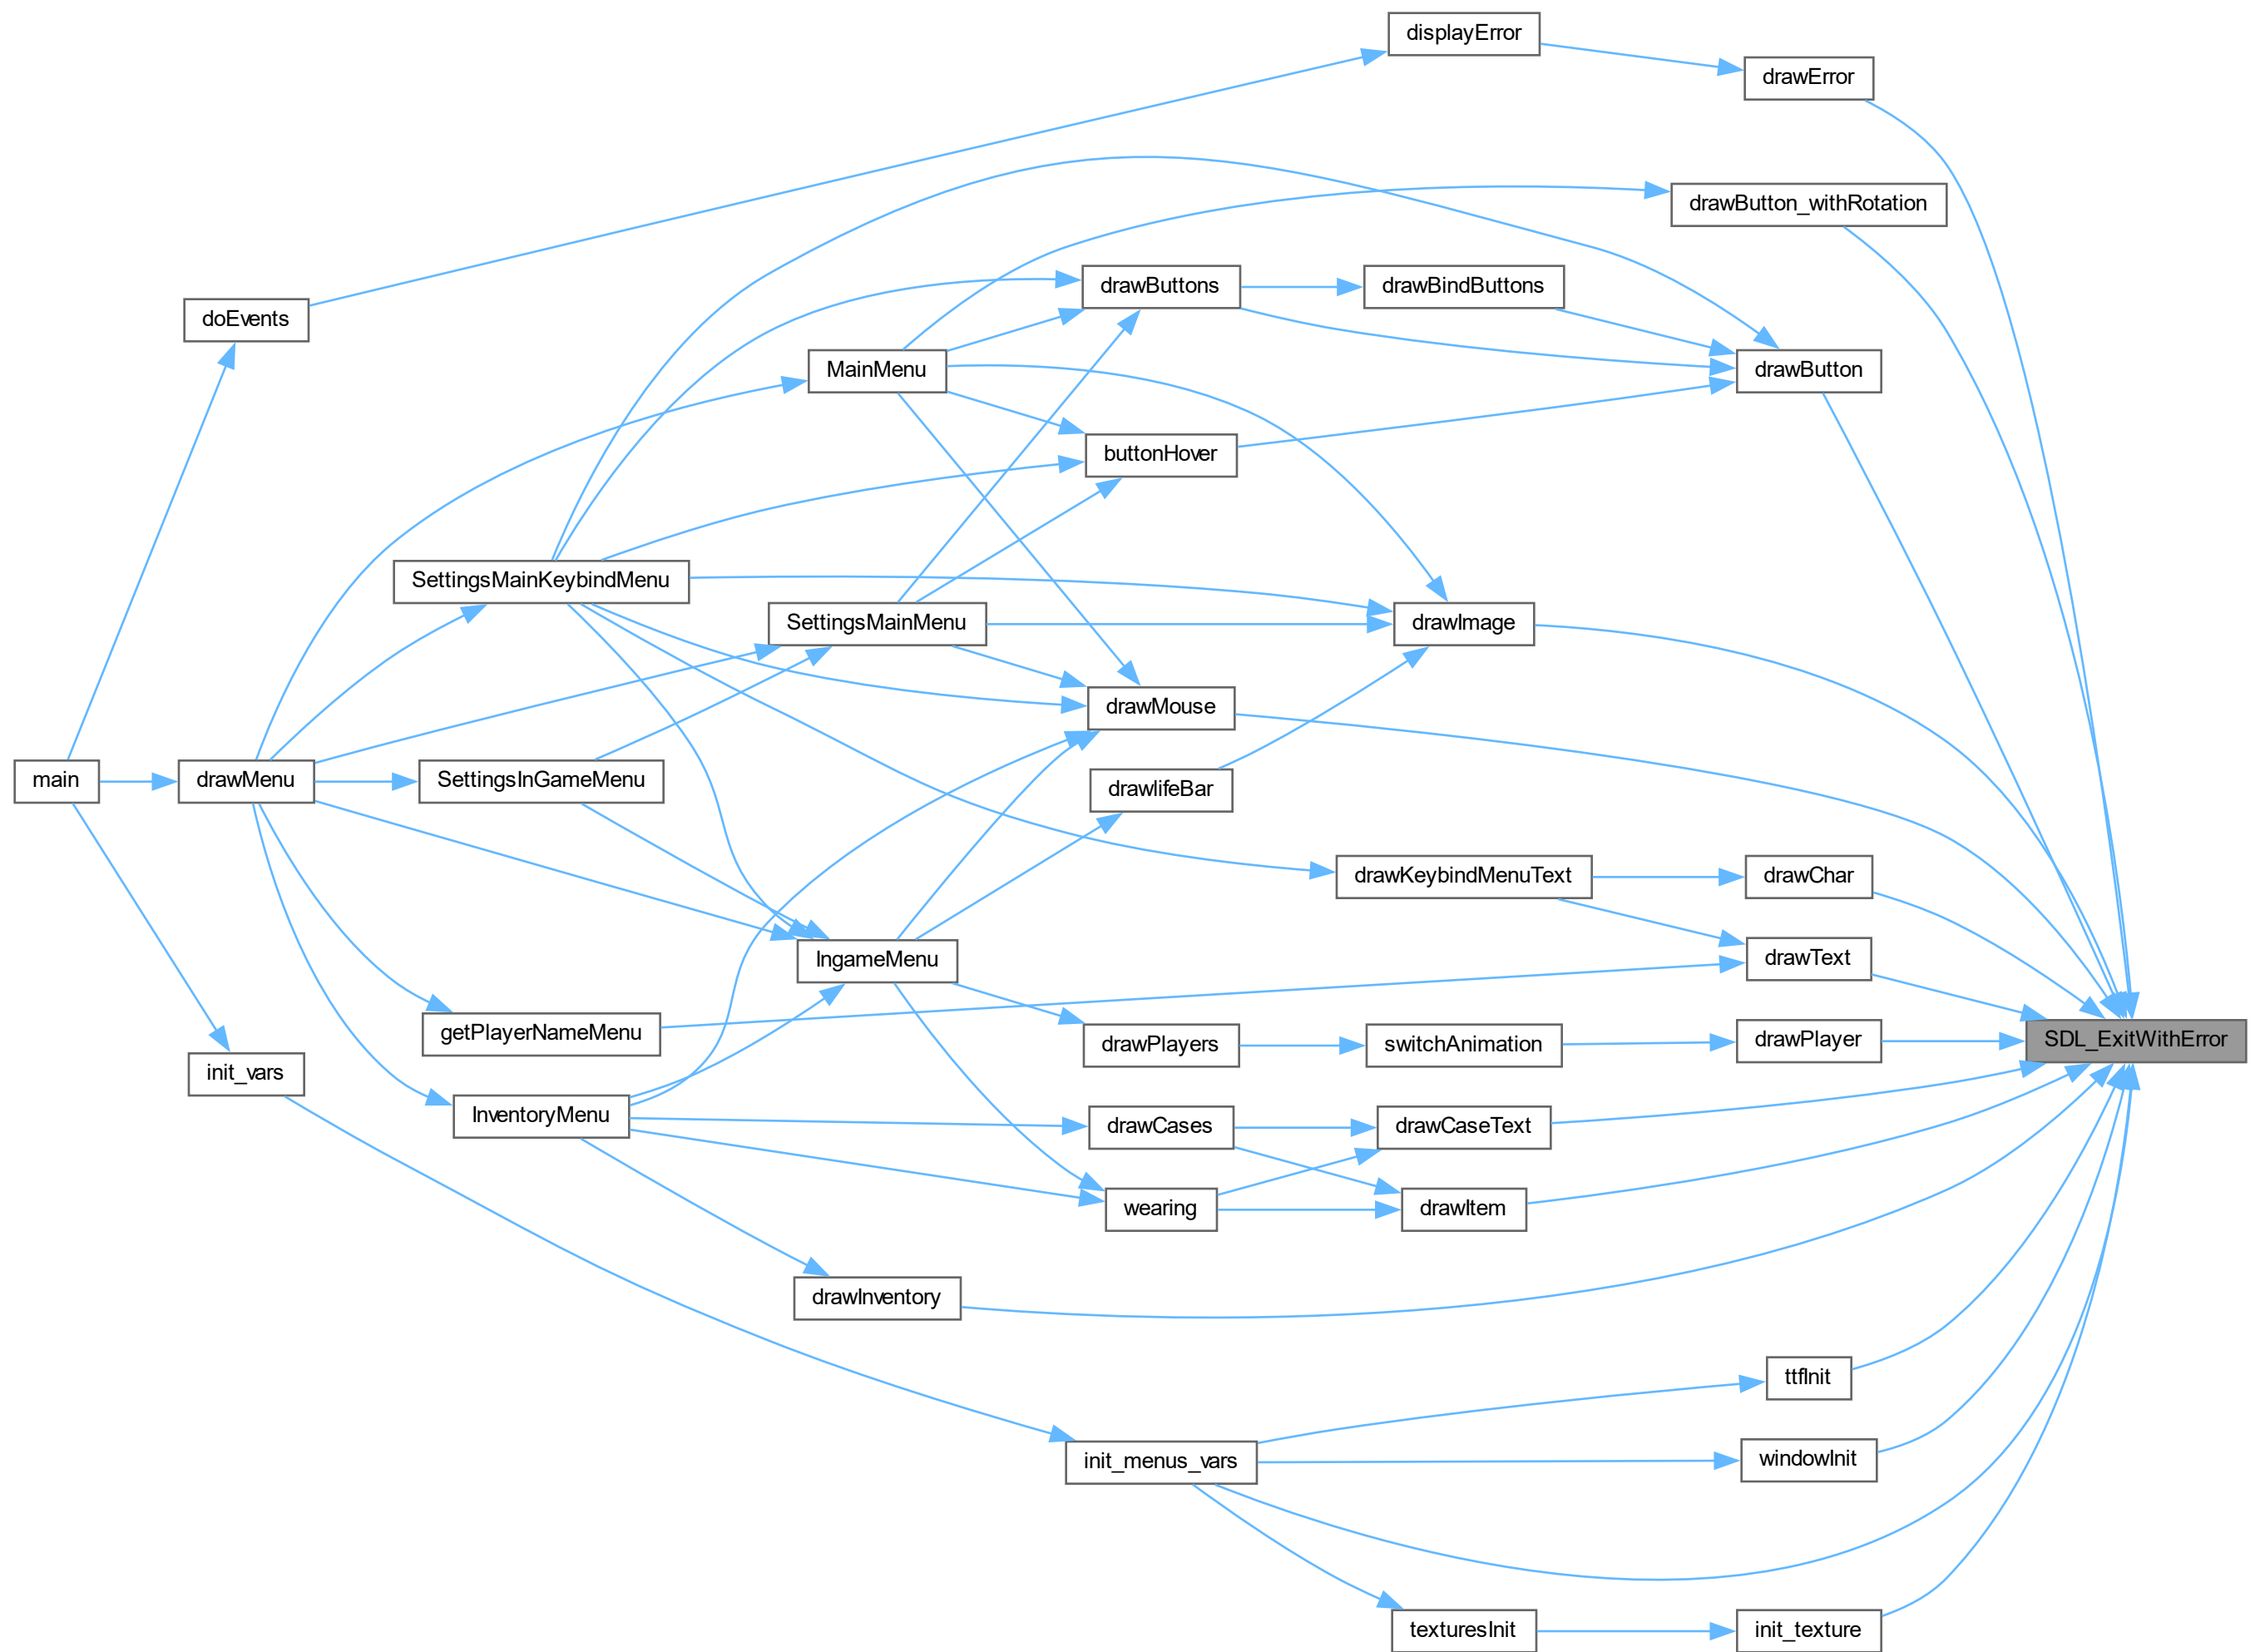 displayError
drawError
drawButton_withRotation
drawButtons
drawBindButtons
doEvents
MainMenu
drawButton
buttonHover
SettingsMainKeybindMenu
SettingsMainMenu
drawImage
drawMouse
main
drawMenu
SettingsInGameMenu
drawlifeBar
drawKeybindMenuText
drawChar
IngameMenu
drawText
getPlayerNameMenu
drawPlayers
switchAnimation
drawPlayer
SDL_ExitWithError
init_vars
InventoryMenu
drawCases
drawCaseText
wearing
drawItem
drawInventory
ttfInit
init_menus_vars
windowInit
texturesInit
init_texture